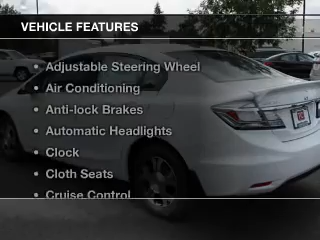 VEHICLE FEATURES
• Adjustable Steering Wheel
• Air Conditioning
• Anti-lock Brakes
• Automatic Headlights
• Clock
• Cloth Seats
• Cruise Control